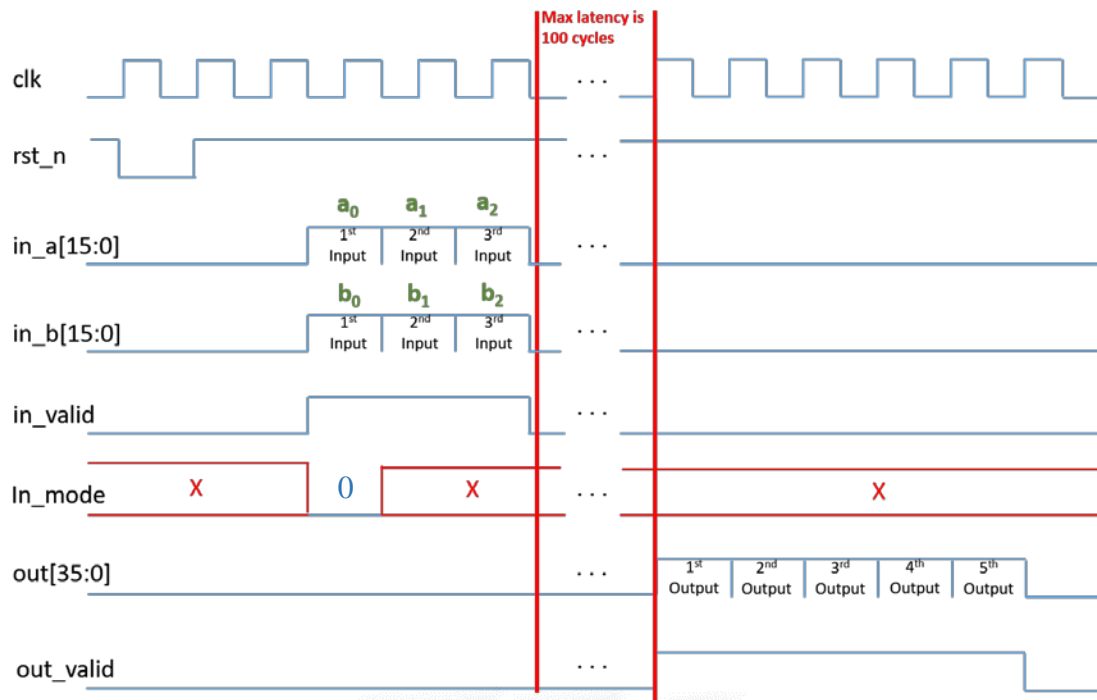 Max latency is
100 cycles
clk
. . .
rst_n
. . .
a0 a1 a2
in_a[15:0]
1st 2nd 3rd
Input Input Input
. . .
b0 b1 b2
in_b[15:0]
1st 2nd 3rd
Input Input Input
. . .
in_valid
. . .
In_mode
X 0 X . . . X
out[35:0]
. . .
1st 2nd 3rd 4th 5th
Output Output Output Output Output
out_valid
. . .